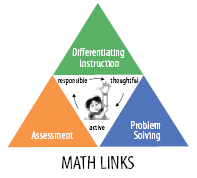 Differentiating
Instruction
responsible
thoughtful
Assessment
active
Problem
Solving
MATH LINKS